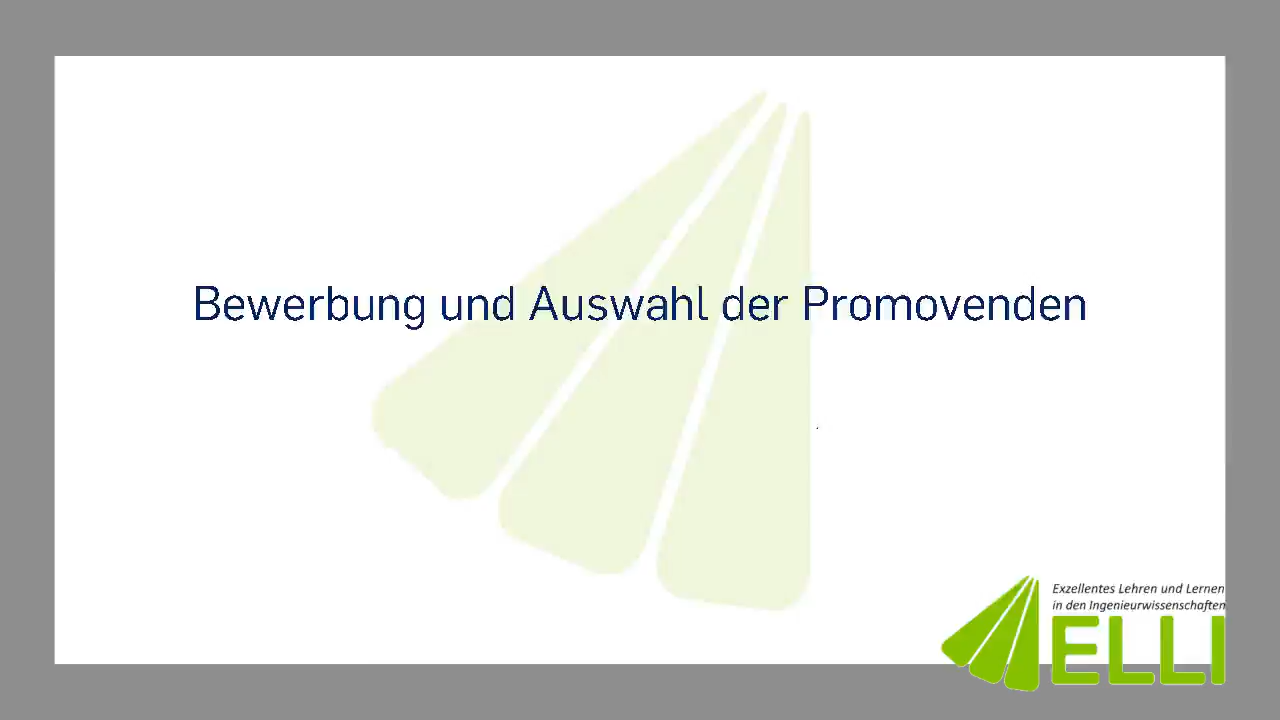 Bewerbung und Auswahl der Promovenden
Exzellentes Lehren und Lernen
in den Ingenieurwissenschaften
ELLI